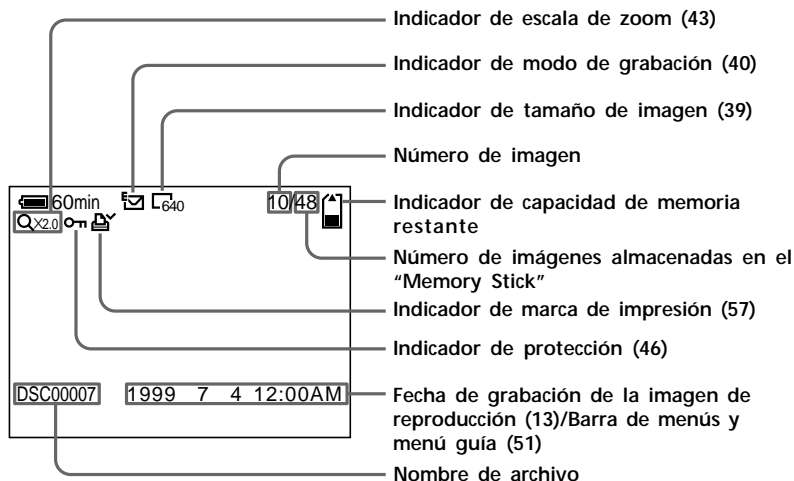 Indicador de escala de zoom (43)
Indicador de modo de grabación (40)
Indicador de tamaño de imagen (39)
Número de imagen
60min
E
640
10/48
×2.0
Indicador de capacidad de memoria
restante
Número de imágenes almacenadas en el
“Memory Stick”
Indicador de marca de impresión (57)
Indicador de protección (46)
DSC00007
1999 7 4 12:00AM
Fecha de grabación de la imagen de
reproducción (13)/Barra de menús y
menú guía (51)
Nombre de archivo